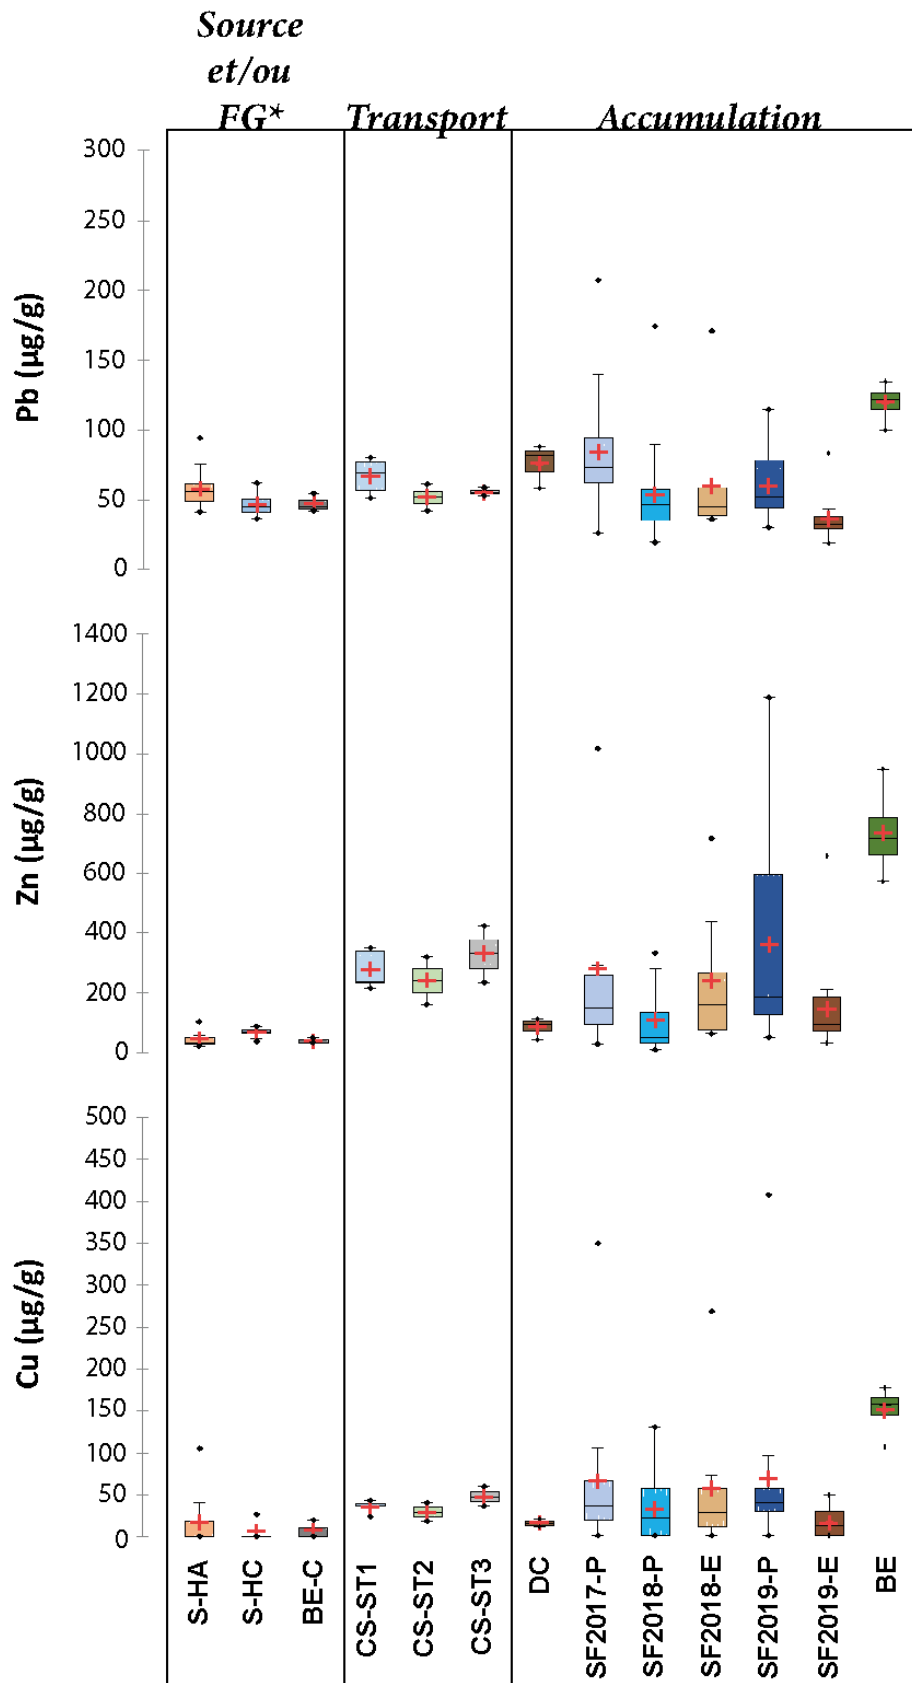 Source
et/ou
FG*
Transport
Accumulation
Pb (µg/g)
300
250
200
150
100
50
0
Zn (µg/g)
1400
1200
1000
800
600
400
200
0
Cu (µg/g)
500
450
400
350
300
250
200
150
100
50
0
S-HA
S-HC
BE-C
CS-ST1
CS-ST2
CS-ST3
DC
SF2017-P
SF2018-P
SF2018-E
SF2019-P
SF2019-E
BE